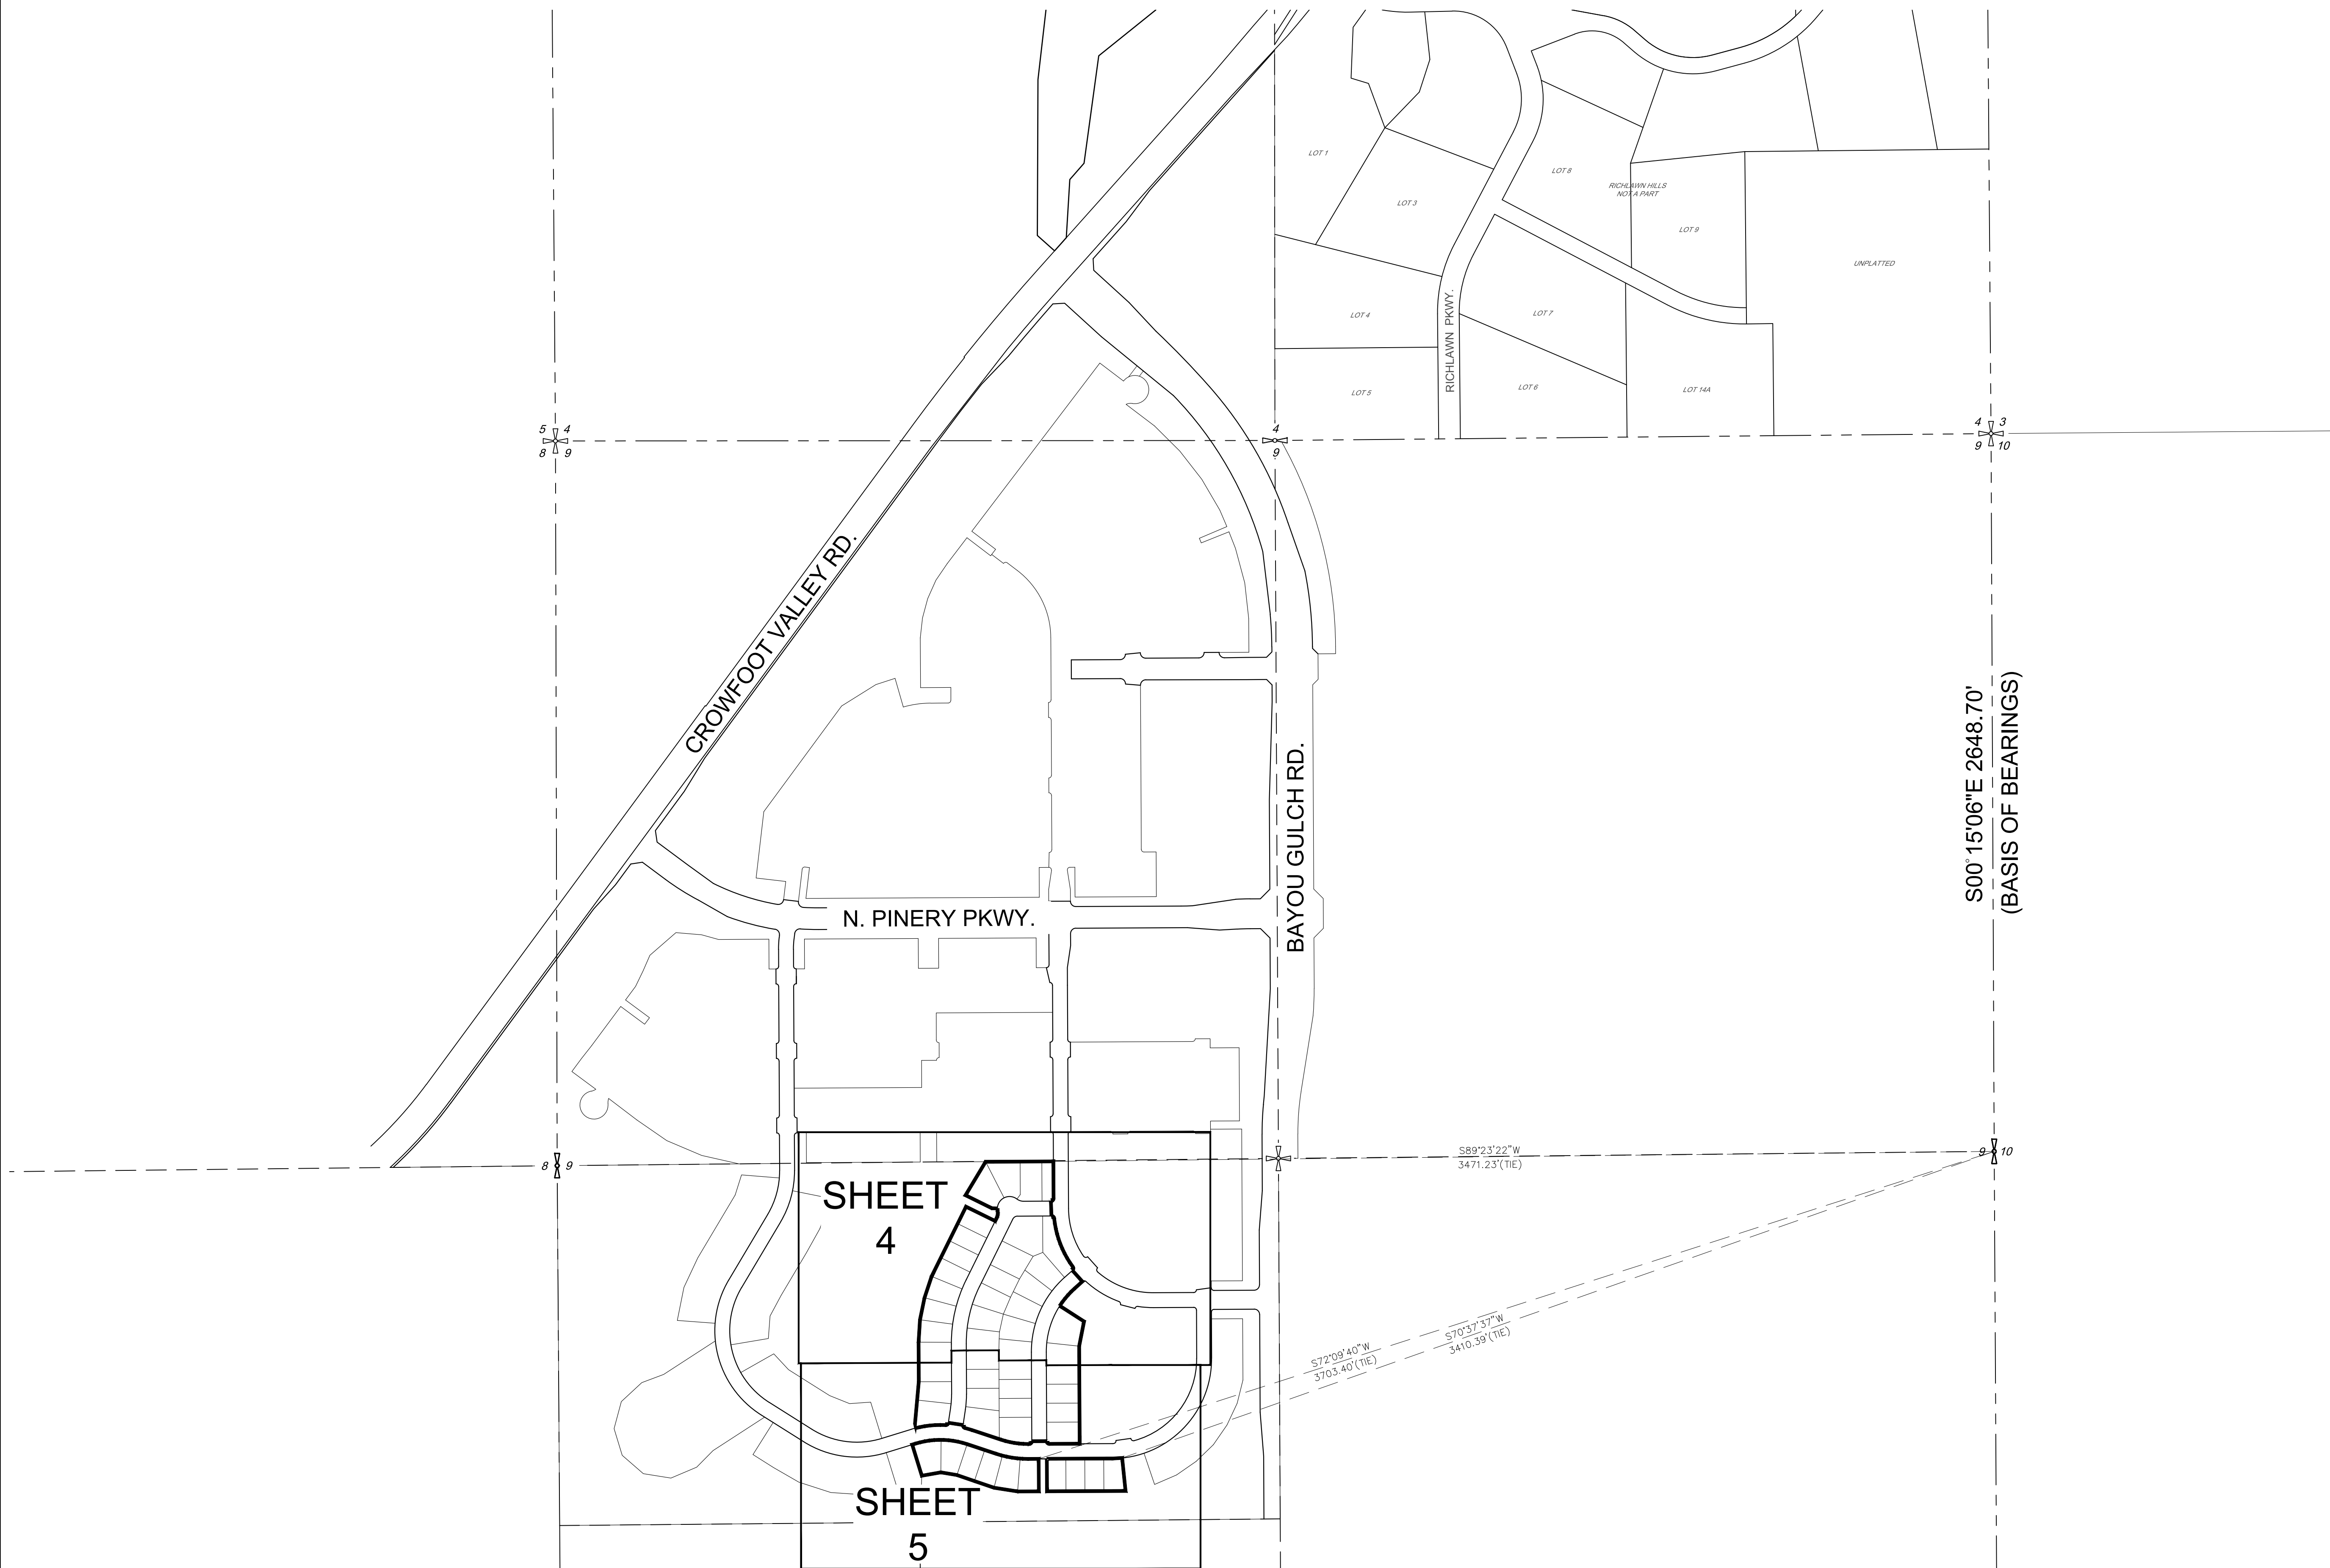 LOT 1
LOT 8
RICHLAWN HILLS
NOT A PART
LOT 3
LOT 9
UNPLATTED
LOT 4
LOT 7
RICHLAWN PKWY.
LOT 5
LOT 6
LOT 14A
5 4
8 9
4
9
4 3
9 10
CROWFOOT VALLEY RD.
BAYOU GULCH RD.
S00°15'06"E 2648.70'
(BASIS OF BEARINGS)
N. PINERY PKWY.
8 9
S89°23'22"W
3471.23'(TIE)
9 10
SHEET
4
S72°09'40"W
3703.40'(TIE)
S70°37'37"W
3410.39'(TIE)
SHEET
5